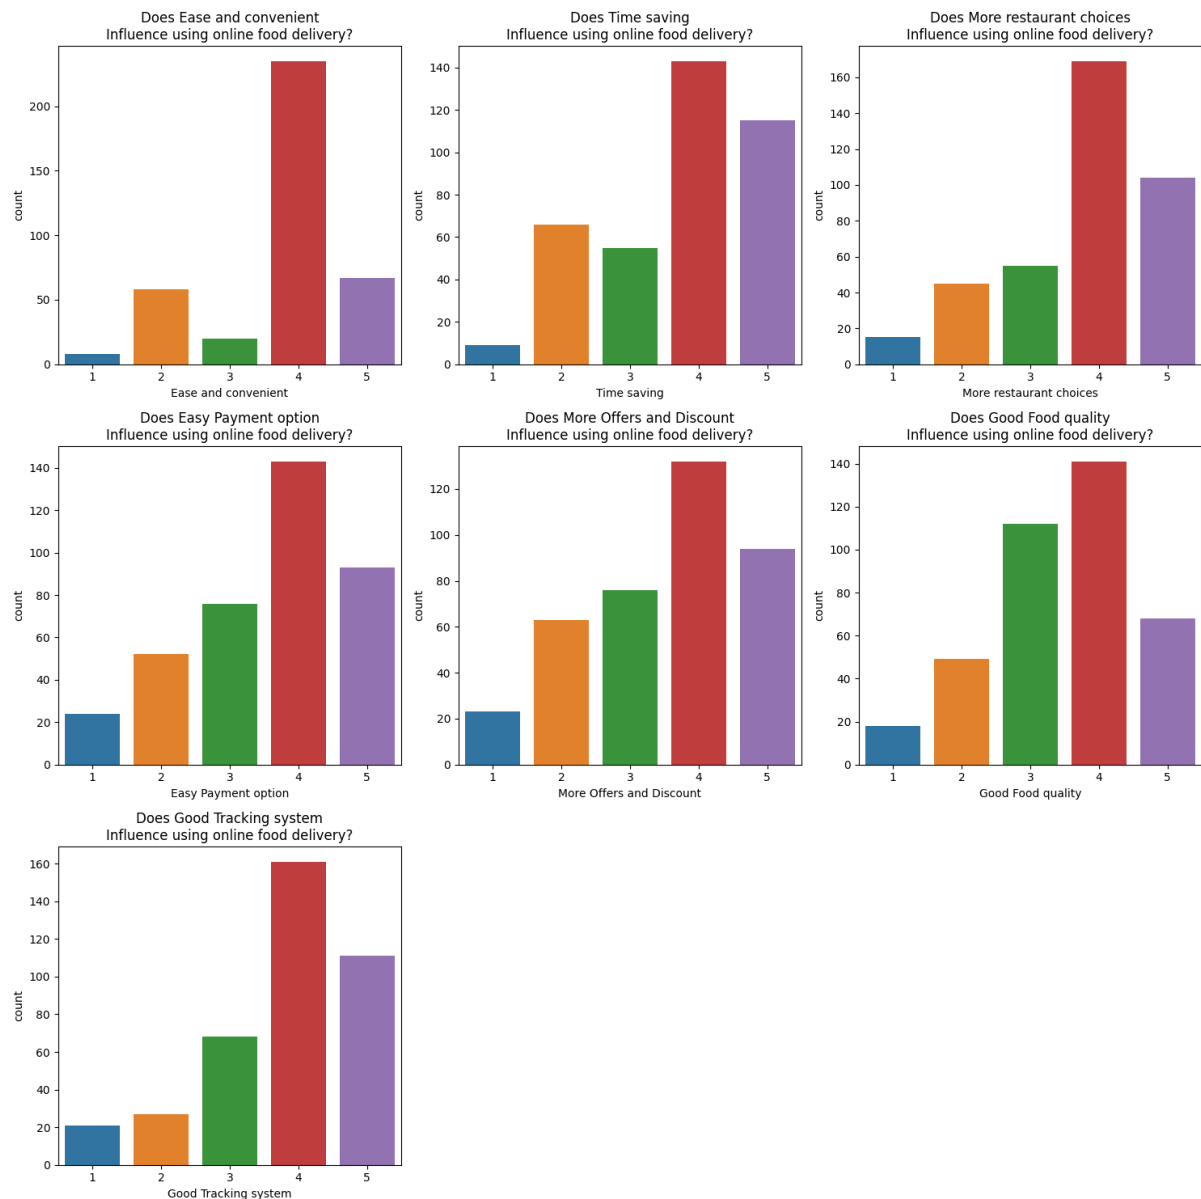 Does Ease and convenient
Influence using online food delivery?
count
200
150
100
50
0
1 2 3 4 5
Ease and convenient
Does Time saving
Influence using online food delivery?
count
140
120
100
80
60
40
20
0
1 2 3 4 5
Time saving
Does More restaurant choices
Influence using online food delivery?
count
160
140
120
100
80
60
40
20
0
1 2 3 4 5
More restaurant choices
Does Easy Payment option
Influence using online food delivery?
count
140
120
100
80
60
40
20
0
1 2 3 4 5
Easy Payment option
Does More Offers and Discount
Influence using online food delivery?
count
120
100
80
60
40
20
0
1 2 3 4 5
More Offers and Discount
Does Good Food quality
Influence using online food delivery?
count
140
120
100
80
60
40
20
0
1 2 3 4 5
Good Food quality
Does Good Tracking system
Influence using online food delivery?
count
160
140
120
100
80
60
40
20
0
1 2 3 4 5
Good Tracking system